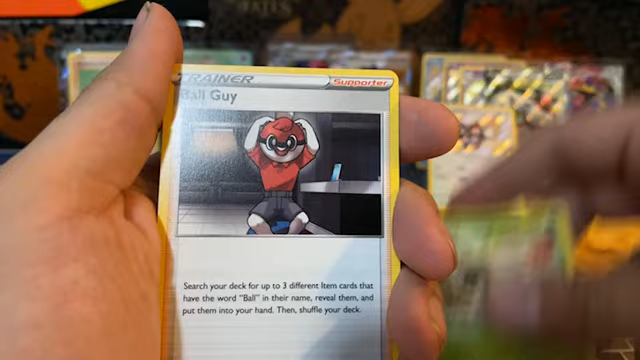 TRAINER Supporter
Ball Guy
Search your deck for up to 3 different Item cards that
have the word "Ball" in their name, reveal them, and
put them into your hand. Then, shuffle your deck.